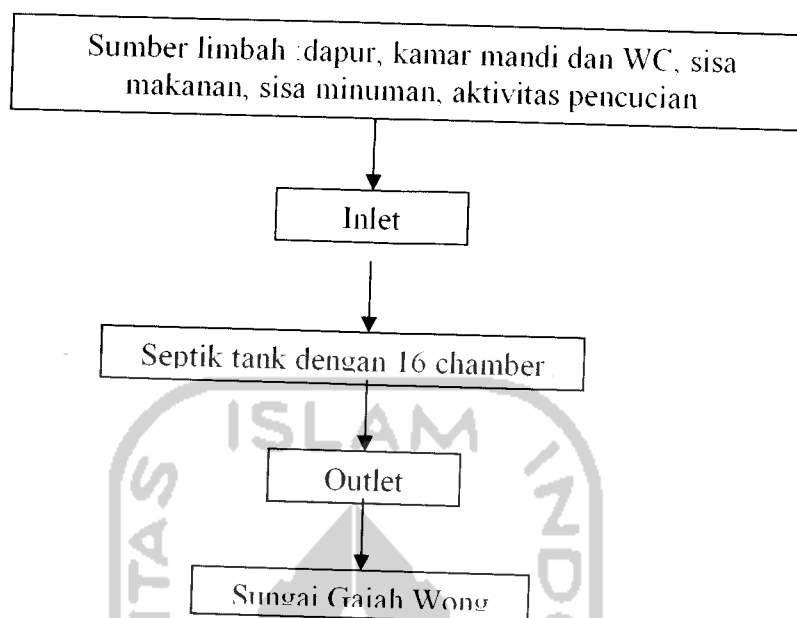 Sumber limbah :dapur, kamar mandi dan WC, sisa
makanan, sisa minuman, aktivitas pencucian
Inlet
Septik tank dengan 16 chamber
ISLAM
Outlet
Sungai Gajah Wong